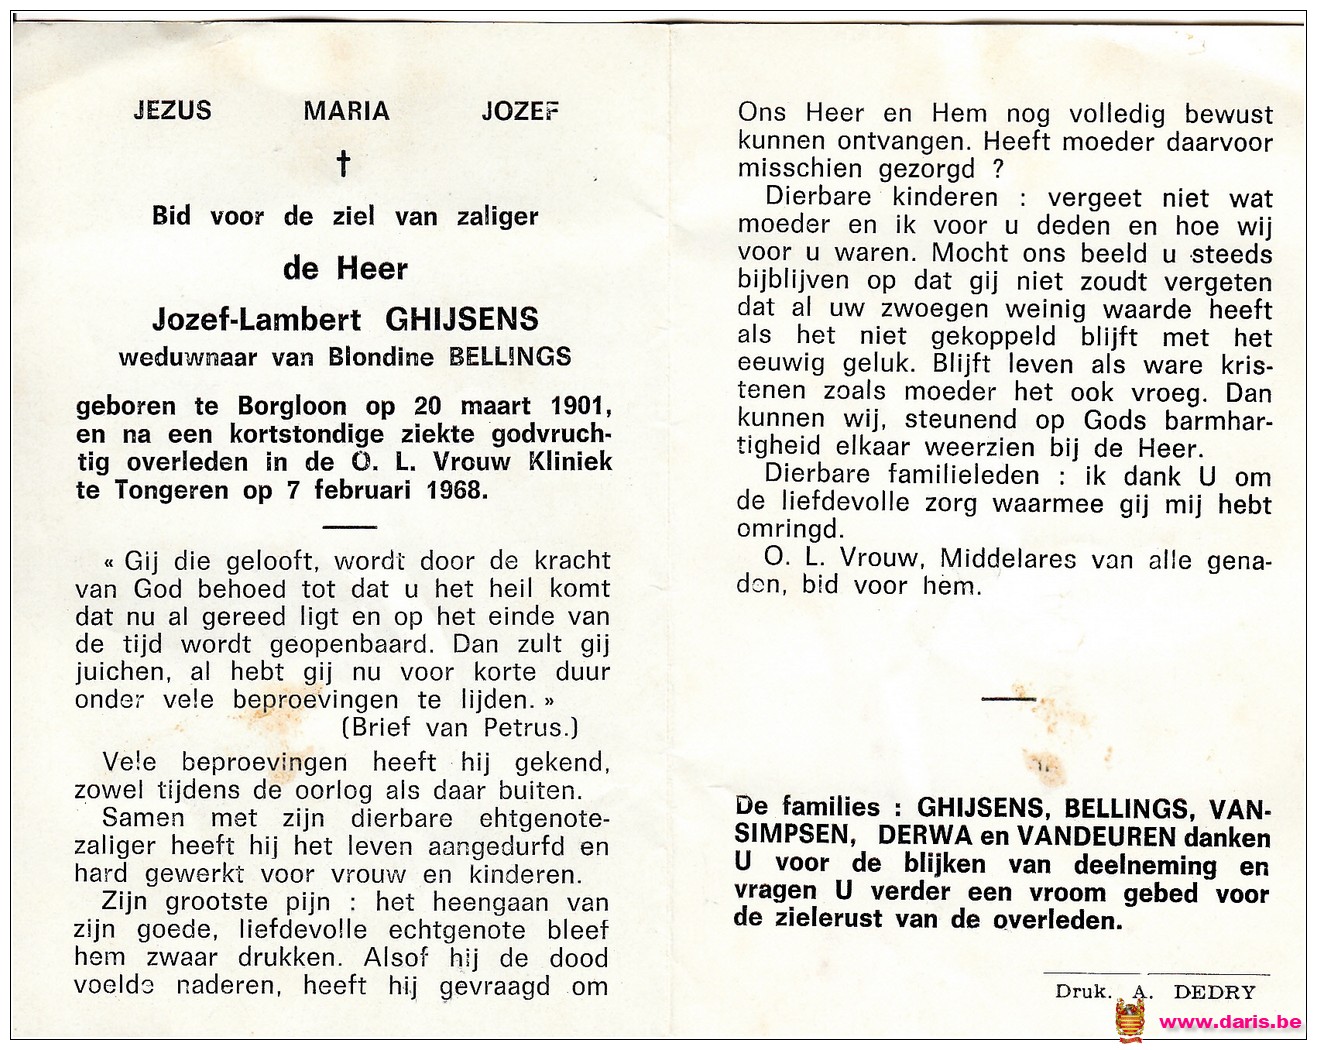 JEZUS MARIA JOZEF
†
Bid voor de ziel van zaliger
de Heer
Jozef-Lambert GHIJSENS
weduwnaar van Blondine BELLINGS
geboren te Borgloon op 20 maart 1901,
en na een kortstondige ziekte godvruch-
tig overleden in de O. L. Vrouw Kliniek
te Tongeren op 7 februari 1968.
« Gij die gelooft, wordt door de kracht
van God behoed tot dat u het heil komt
dat nu al gereed ligt en op het einde van
de tijd wordt geopenbaard. Dan zult gij
juichen, al hebt gij nu voor korte duur
onder vele beproevingen te lijden. »
(Brief van Petrus.)
Vele beproevingen heeft hij gekend,
zowel tijdens de oorlog als daar buiten.
Samen met zijn dierbare ehtgenote-
zaliger heeft hij het leven aangedurfd en
hard gewerkt voor vrouw en kinderen.
Zijn grootste pijn : het heengaan van
zijn goede, liefdevolle echtgenote bleef
hem zwaar drukken. Alsof hij de dood
voelde naderen, heeft hij gevraagd om
Ons Heer en Hem nog volledig bewust
kunnen ontvangen. Heeft moeder daarvoor
misschien gezorgd ?
Dierbare kinderen : vergeet niet wat
moeder en ik voor u deden en hoe wij
voor u waren. Mocht ons beeld u steeds
bijblijven op dat gij niet zoudt vergeten
dat al uw zwoegen weinig waarde heeft
als het niet gekoppeld blijft met het
eeuwig geluk. Blijft leven als ware kris-
tenen zoals moeder het ook vroeg. Dan
kunnen wij, steunend op Gods barmhar-
tigheid elkaar weerzien bij de Heer.
Dierbare familieleden : ik dank U om
de liefdevolle zorg waarmee gij mij hebt
omringd.
O. L. Vrouw, Middelares van alle gena-
den, bid voor hem.
De families : GHIJSENS, BELLINGS, VAN-
SIMPSEN, DERWA en VANDEUREN danken
U voor de blijken van deelneming en
vragen U verder een vroom gebed voor
de zielerust van de overleden.
Druk. A. DEDRY
www.daris.be